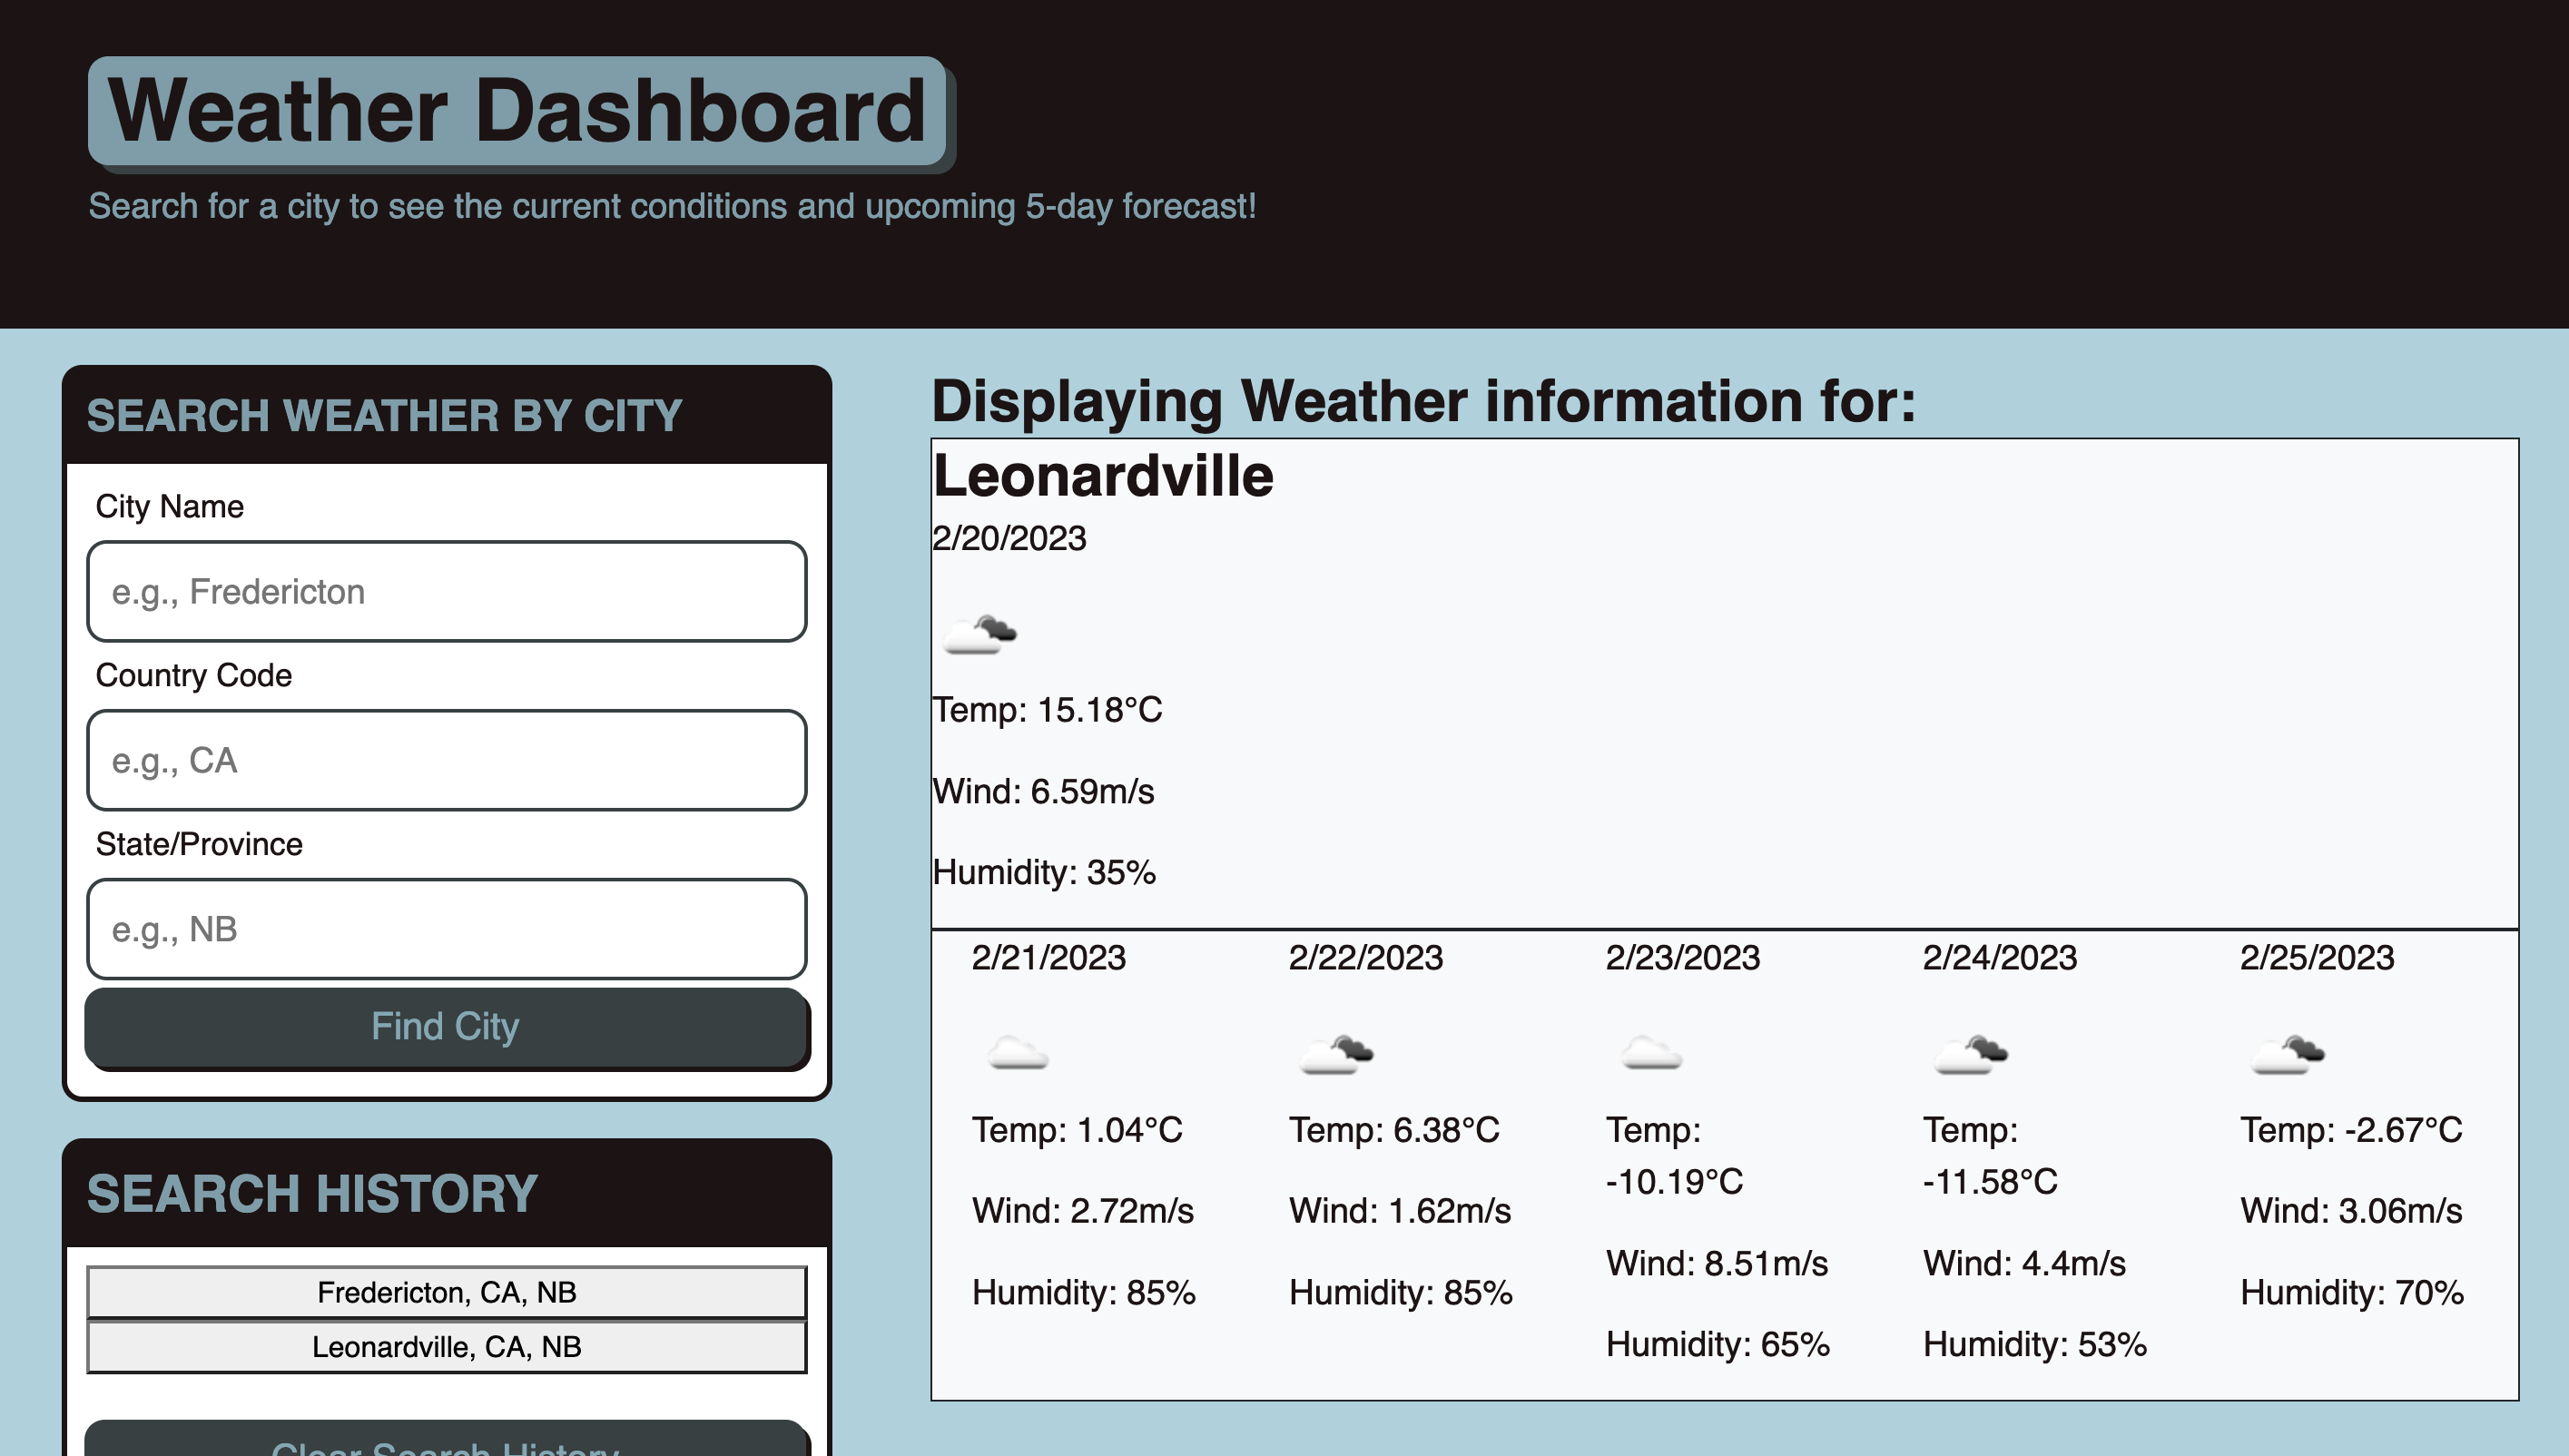 Weather Dashboard
Search for a city to see the current conditions and upcoming 5-day forecast!
SEARCH WEATHER BY CITY
City Name
e.g., Fredericton
Country Code
e.g., CA
State/Province
e.g., NB
Find City
SEARCH HISTORY
Fredericton, CA, NB
Leonardville, CA, NB
Clear Search History
Displaying Weather information for:
Leonardville
2/20/2023
Temp: 15.18°C
Wind: 6.59m/s
Humidity: 35%
2/21/2023
Temp: 1.04°C
Wind: 2.72m/s
Humidity: 85%
2/22/2023
Temp: 6.38°C
Wind: 1.62m/s
Humidity: 85%
2/23/2023
Temp:
-10.19°C
Wind: 8.51m/s
Humidity: 65%
2/24/2023
Temp:
-11.58°C
Wind: 4.4m/s
Humidity: 53%
2/25/2023
Temp: -2.67°C
Wind: 3.06m/s
Humidity: 70%